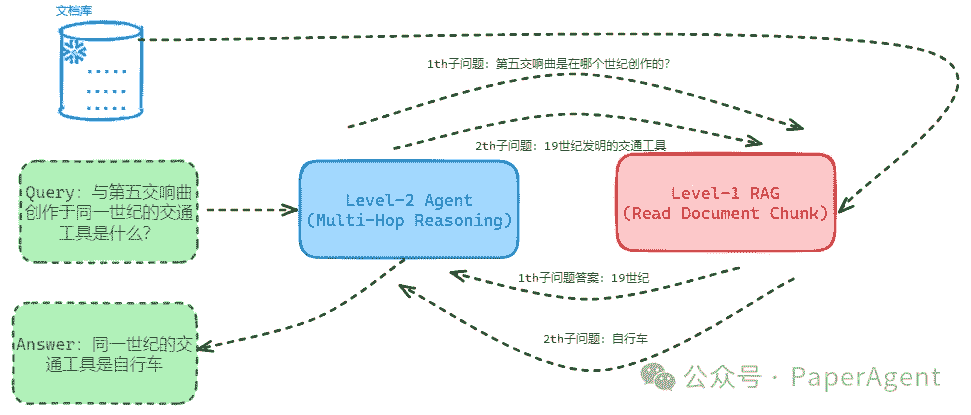 文档库
1th子问题：第五交响曲是在哪个世纪创作的？
2th子问题：19世纪发明的交通工具
Query：与第五交响曲
创作于同一世纪的交通
工具是什么？
Level-2 Agent
(Multi-Hop Reasoning)
Level-1 RAG
(Read Document Chunk)
1th子问题答案：19世纪
2th子问题：自行车
Answer：同一世纪的交
通工具是自行车
公众号 · PaperAgent